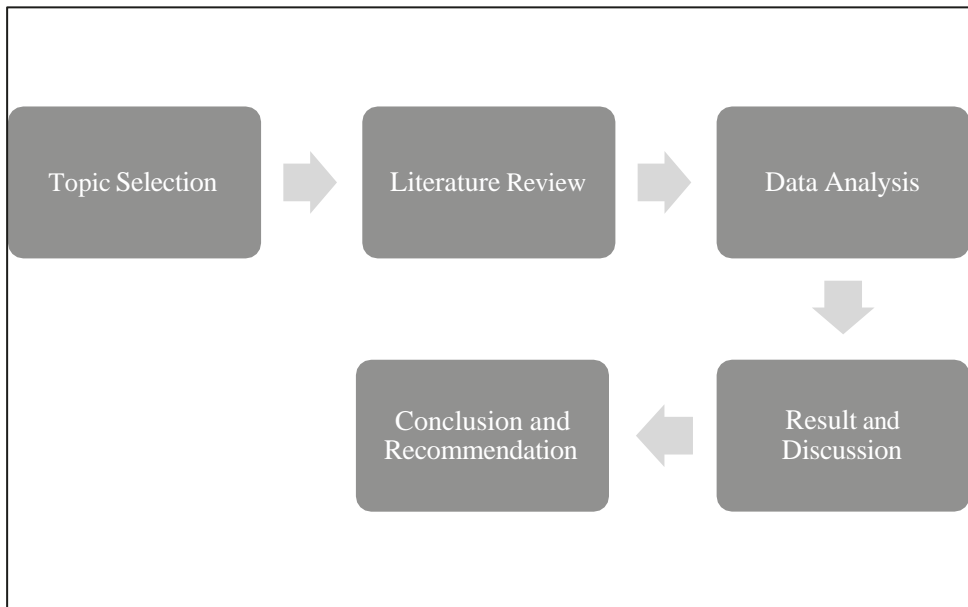 Topic Selection
Literature Review
Data Analysis
Result and
Discussion
Conclusion and
Recommendation